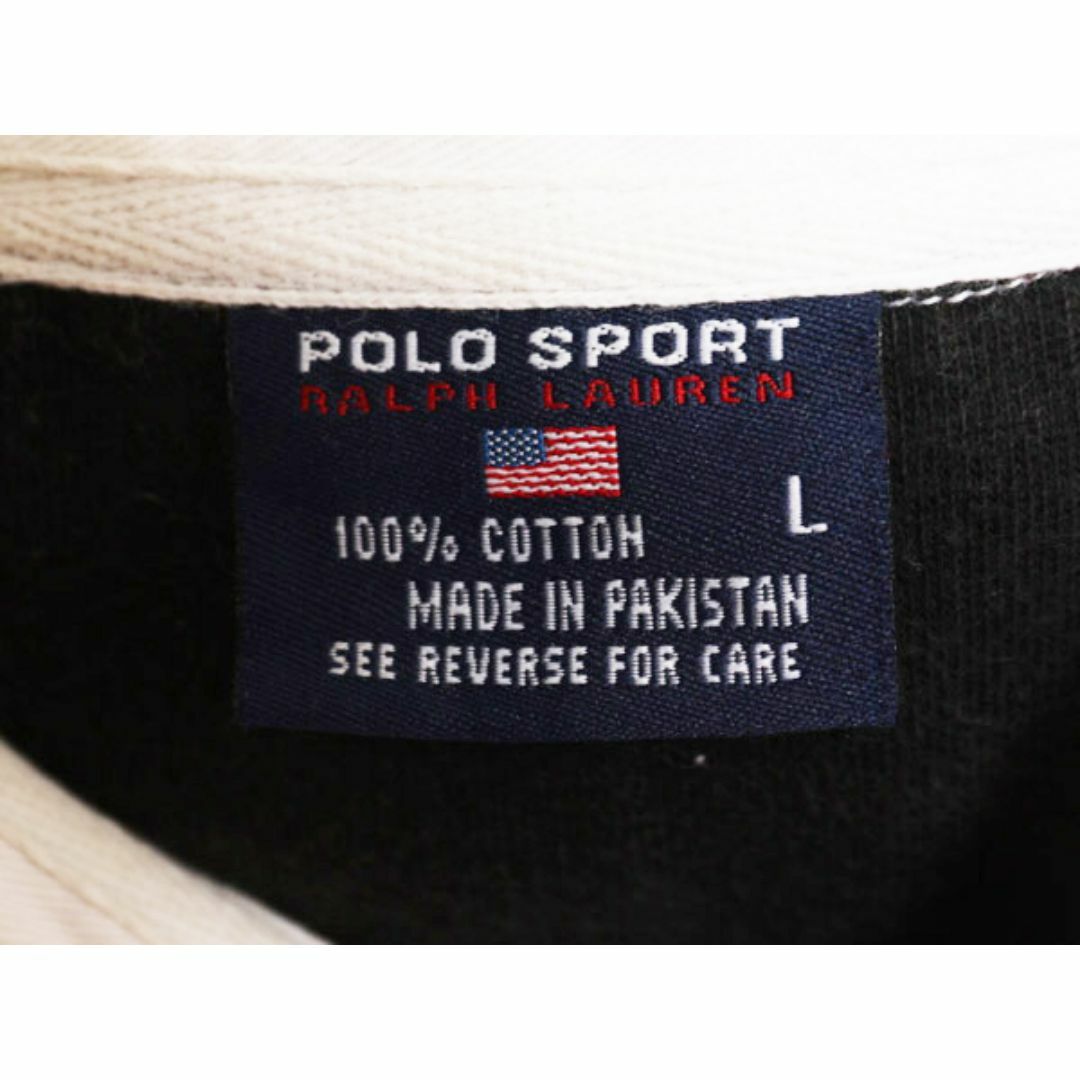 POLO SPORT
RALPH LAUREN
L
100% COTTON
MADE IN PAKISTAN
SEE REVERSE FOR CARE